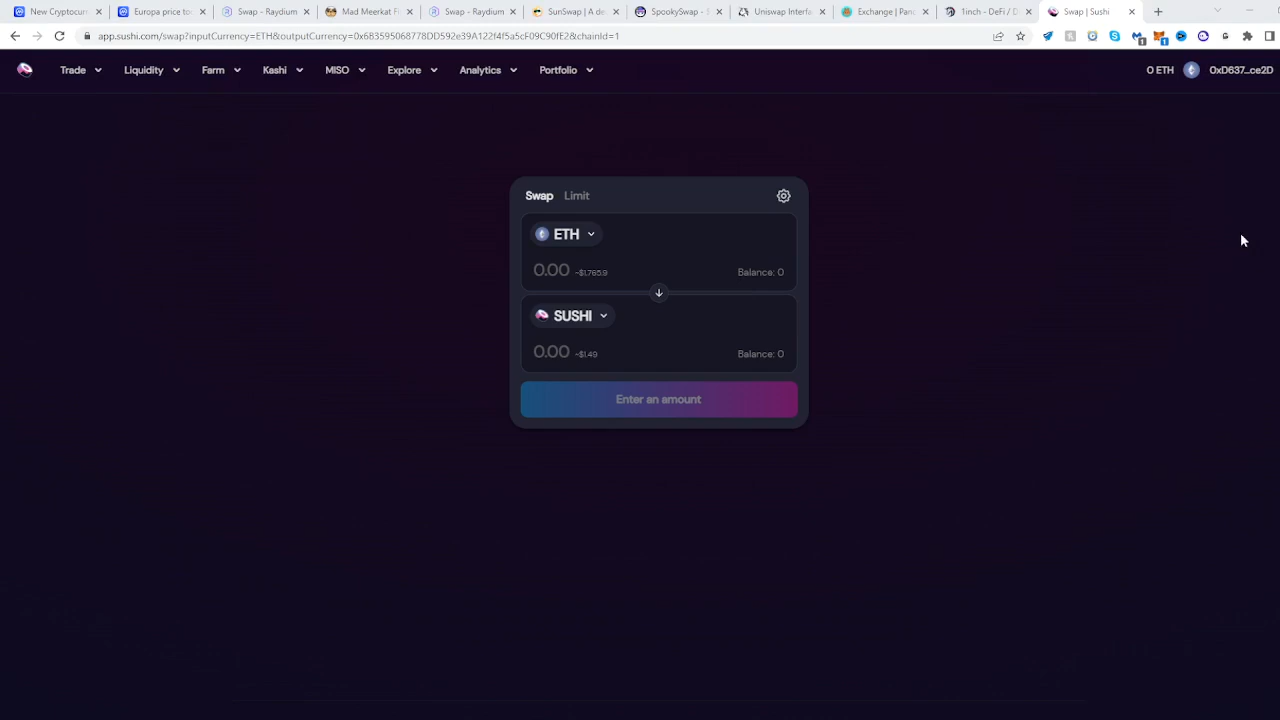 New Cryptocur
Europa price to
Swap - Raydium
Mad Meerkat Fi
Swap - Raydium
SunSwap | A de
SpookySwap -
Uniswap Interfa
Exchange | Panc
1inch - DeFi / D
Swap | Sushi
app.sushi.com/swap?inputCurrency=ETH&outputCurrency=0x6B3595068778DD592e39A122f4f5a5cF09C90fE2&chainId=1
Trade
Liquidity
Farm
Kashi
MISO
Explore
Analytics
Portfolio
0 ETH
0xD637...ce2D
Swap Limit
ETH
0.00 ~$1,765.9 Balance: 0
SUSHI
0.00 ~$1.49 Balance: 0
Enter an amount